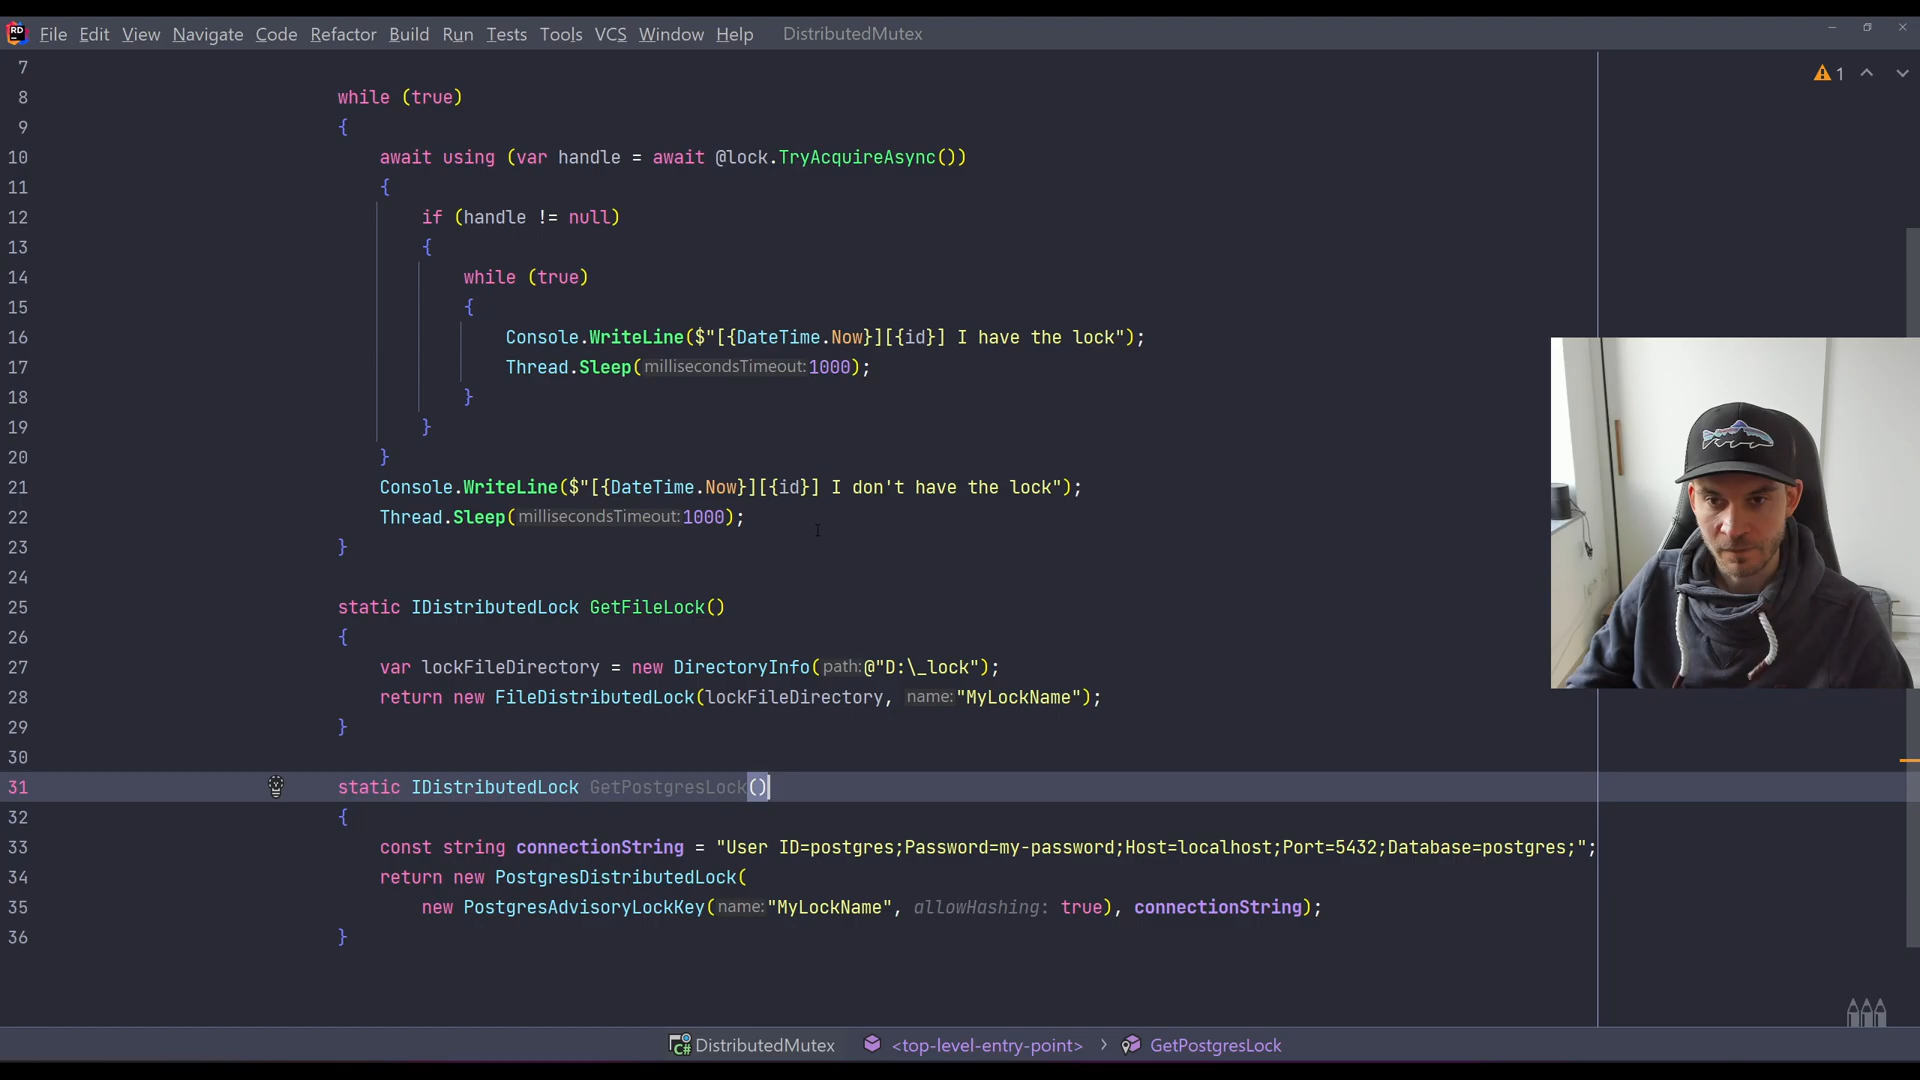 RD File Edit View Navigate Code Refactor Build Run Tests Tools VCS Window Help DistributedMutex
1
7
8 while (true)
9 {
10 await using (var handle = await @lock.TryAcquireAsync())
11 {
12 if (handle != null)
13 {
14 while (true)
15 {
16 Console.WriteLine($"[{DateTime.Now}][{id}] I have the lock");
17 Thread.Sleep(millisecondsTimeout:1000);
18 }
19 }
20 }
21 Console.WriteLine($"[{DateTime.Now}][{id}] I don't have the lock");
22 Thread.Sleep(millisecondsTimeout:1000);
23 }
24
25 static IDistributedLock GetFileLock()
26 {
27 var lockFileDirectory = new DirectoryInfo(path:@"D:\_lock");
28 return new FileDistributedLock(lockFileDirectory, name:"MyLockName");
29 }
30
31 static IDistributedLock GetPostgresLock()
32 {
33 const string connectionString = "User ID=postgres;Password=my-password;Host=localhost;Port=5432;Database=postgres;";
34 return new PostgresDistributedLock(
35 new PostgresAdvisoryLockKey(name:"MyLockName", allowHashing: true), connectionString);
36 }
C# DistributedMutex <top-level-entry-point> > GetPostgresLock